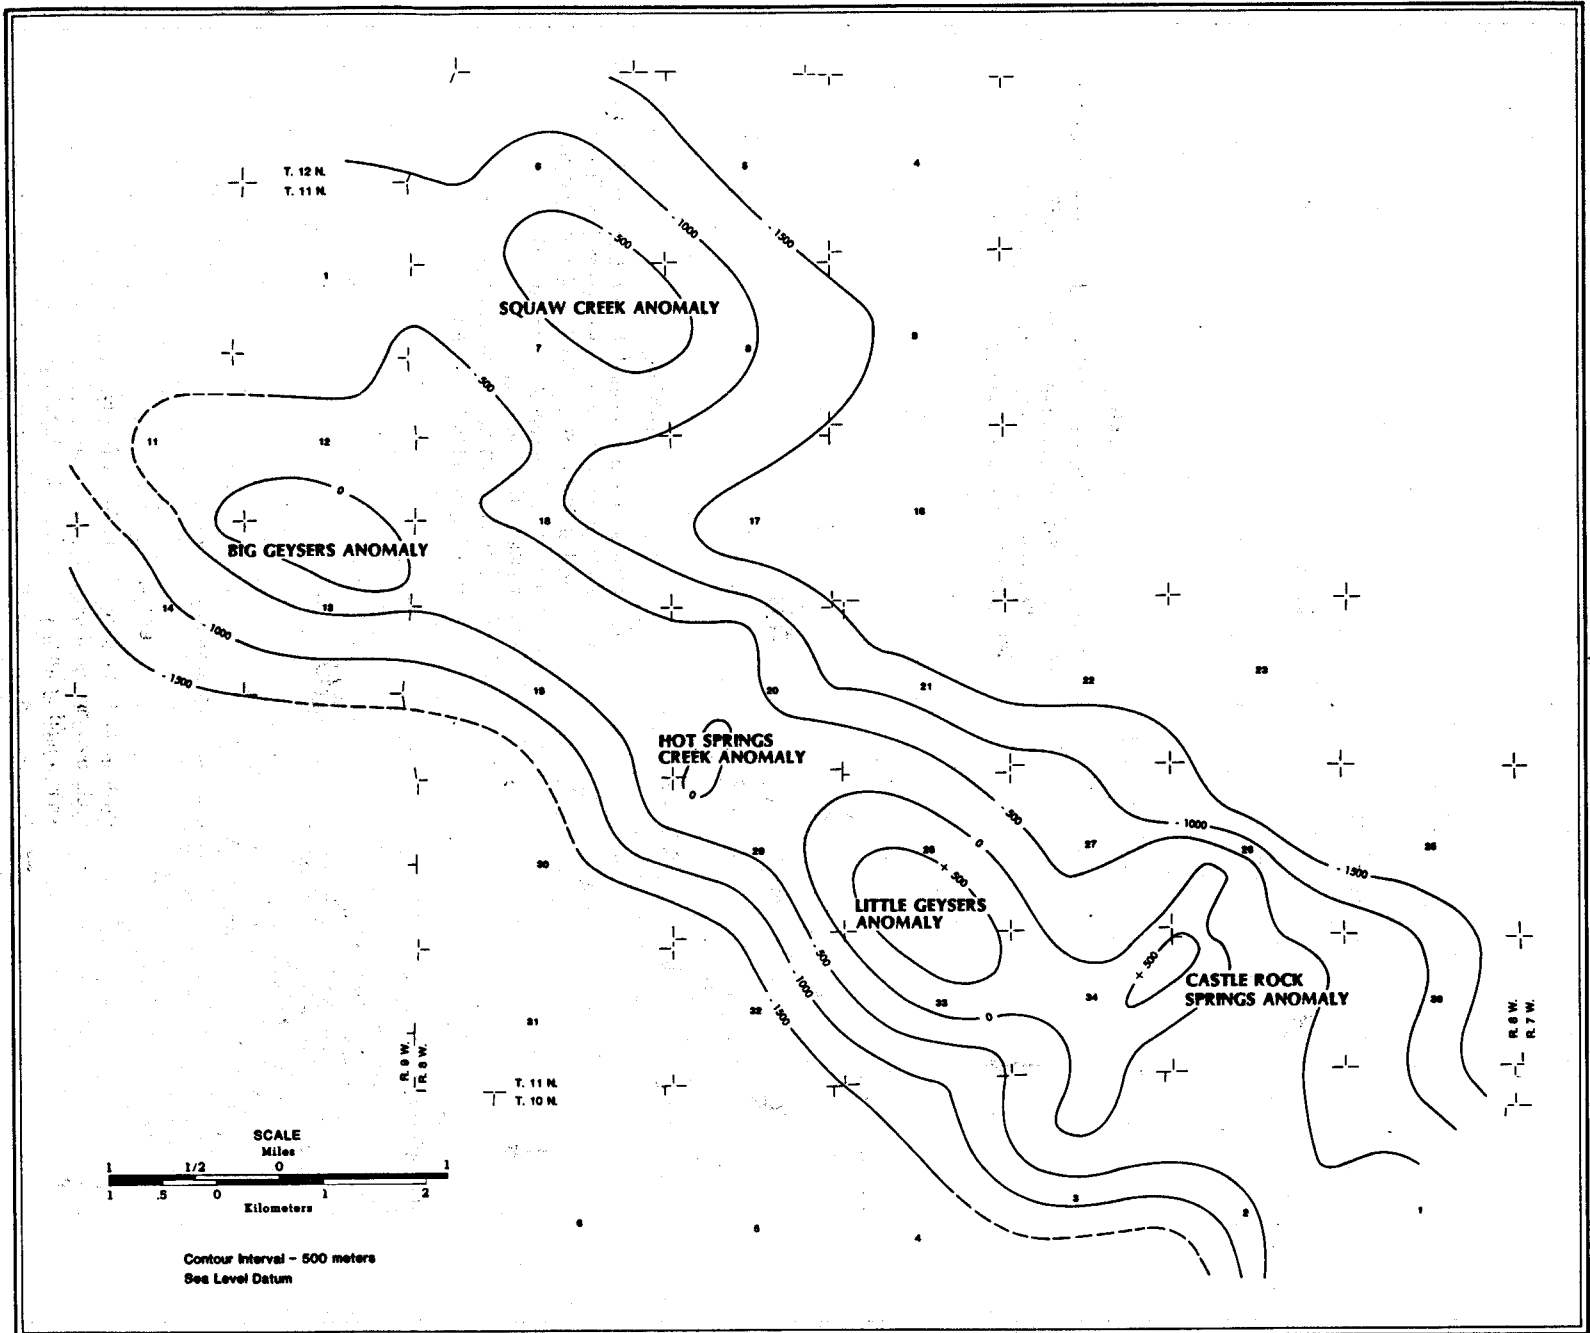 6
5
4
T. 12 N.
T. 11 N.
- 1000
- 1500
- 500
1
SQUAW CREEK ANOMALY
7
8
9
- 500
11
12
0
18
17
16
BIG GEYSERS ANOMALY
14
13
- 1000
- 1500
19
20
21
22
23
HOT SPRINGS
CREEK ANOMALY
0
- 500
0
- 1000
30
29
28
27
26
25
+ 500
- 1500
LITTLE GEYSERS
ANOMALY
- 500
+ 500
CASTLE ROCK
SPRINGS ANOMALY
- 1000
- 1500
31
32
33
0
34
36
R. 8 W.
R. 7 W.
R. 9 W.
R. 8 W.
T. 11 N.
T. 10 N.
SCALE
Miles
1 1/2 0 1
1 .5 0 1 2
Kilometers
6
5
4
3
2
1
Contour Interval - 500 meters
Sea Level Datum